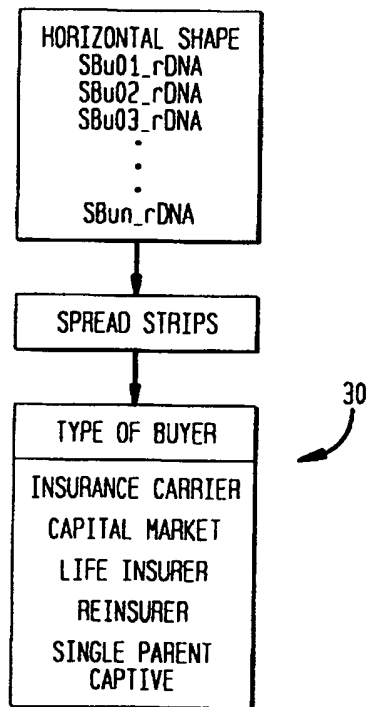 HORIZONTAL SHAPE
SBu01_rDNA
SBu02_rDNA
SBu03_rDNA
.
.
.
SBun_rDNA
SPREAD STRIPS
TYPE OF BUYER
30
INSURANCE CARRIER
CAPITAL MARKET
LIFE INSURER
REINSURER
SINGLE PARENT
CAPTIVE